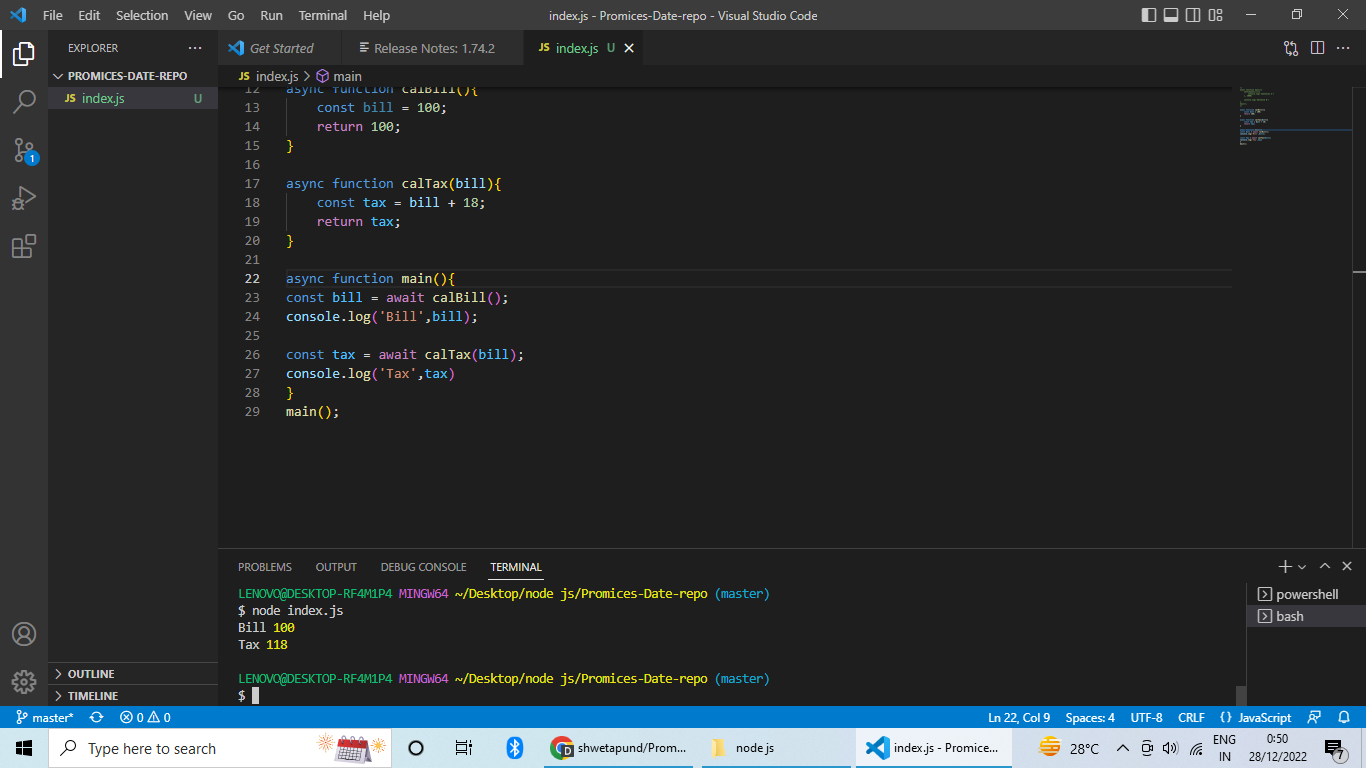 File Edit Selection View Go Run Terminal Help index.js - Promices-Date-repo - Visual Studio Code
EXPLORER ···
Get Started
Release Notes: 1.74.2
JS index.js U
PROMICES-DATE-REPO
JS index.js U
JS index.js > main
12 async function calBill(){
13 const bill = 100;
14 return 100;
15 }
16
17 async function calTax(bill){
18 const tax = bill + 18;
19 return tax;
20 }
21
22 async function main(){
23 const bill = await calBill();
24 console.log('Bill',bill);
25
26 const tax = await calTax(bill);
27 console.log('Tax',tax)
28 }
29 main();
1
PROBLEMS OUTPUT DEBUG CONSOLE TERMINAL
LENOVO@DESKTOP-RF4M1P4 MINGW64 ~/Desktop/node js/Promices-Date-repo (master)
$ node index.js
Bill 100
Tax 118
LENOVO@DESKTOP-RF4M1P4 MINGW64 ~/Desktop/node js/Promices-Date-repo (master)
$
powershell
bash
OUTLINE
TIMELINE
master* 0 0 Ln 22, Col 9 Spaces: 4 UTF-8 CRLF {} JavaScript
Type here to search
shwetapund/Prom...
node js
index.js - Promice...
28°C
ENG
IN
0:50
28/12/2022
7